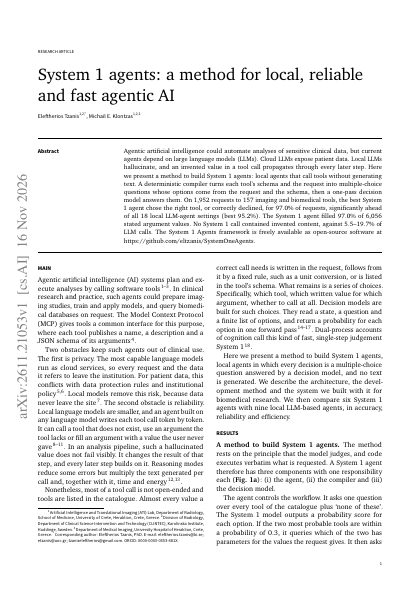 RESEARCH ARTICLE
System 1 agents: a method for local, reliable
and fast agentic AI
Eleftherios Tzanis, Michail E. Klontzas
Abstract
Agentic artificial intelligence could automate analyses of sensitive clinical data, but current
agents depend on large language models (LLMs). Cloud LLMs expose patient data. Local LLMs
hallucinate, and an invented value in a tool call propagates through every later step. Here
we present a method to build System 1 agents: local agents that call tools without generating
text. A deterministic compiler turns each tool's schema and the request into multiple-choice
questions whose options come from the request and the schema, then a one-pass decision
model answers them. On 1,952 requests to 157 imaging and biomedical tools, the best System
1 agent chose the right tool, or correctly declined, for 97.0% of requests, significantly ahead
of all 18 local LLM-agent settings (best 95.2%). The System 1 agent filled 97.0% of 6,056
stated argument values. No System 1 call contained invented content, against 5.5–19.7% of
LLM calls. The System 1 Agents framework is freely available as open-source software at
https://github.com/eltzanis/SystemOneAgents.
MAIN
Agentic artificial intelligence (AI) systems plan and ex-
ecute analyses by calling software tools1–3. In clinical
research and practice, such agents could prepare imag-
ing studies, train and apply models, and query biomed-
ical databases on request. The Model Context Protocol
(MCP) gives tools a common interface for this purpose,
where each tool publishes a name, a description and a
JSON schema of its arguments4.
Two obstacles keep such agents out of clinical use.
The first is privacy. The most capable language models
run as cloud services, so every request and the data
it refers to leave the institution. For patient data, this
conflicts with data protection rules and institutional
policy5,6. Local models remove this risk, because data
never leave the site7. The second obstacle is reliability.
Local language models are smaller, and an agent built on
any language model writes each tool call token by token.
It can call a tool that does not exist, use an argument the
tool lacks or fill an argument with a value the user never
gave8–11. In an analysis pipeline, such a hallucinated
value does not fail visibly. It changes the result of that
step, and every later step builds on it. Reasoning modes
reduce some errors but multiply the text generated per
call and, together with it, time and energy12,13.
Nonetheless, most of a tool call is not open-ended and
tools are listed in the catalogue. Almost every value a
correct call needs is written in the request, follows from
it by a fixed rule, such as a unit conversion, or is listed
in the tool's schema. What remains is a series of choices.
Specifically, which tool, which written value for which
argument, whether to call at all. Decision models are
built for such choices. They read a state, a question and
a finite list of options, and return a probability for each
option in one forward pass14–17. Dual-process accounts
of cognition call this kind of fast, single-step judgement
System 118.
Here we present a method to build System 1 agents,
local agents in which every decision is a multiple-choice
question answered by a decision model, and no text
is generated. We describe the architecture, the devel-
opment method and the system we built with it for
biomedical research. We then compare six System 1
agents with nine local LLM-based agents, in accuracy,
reliability and efficiency.
RESULTS
A method to build System 1 agents. The method
rests on the principle that the model judges, and code
executes verbatim what is requested. A System 1 agent
therefore has three components with one responsibility
each (Fig. 1a): (i) the agent, (ii) the compiler and (iii)
the decision model.
The agent controls the workflow. It asks one question
over every tool of the catalogue plus 'none of these'.
The System 1 model outputs a probability score for
each option. If the two most probable tools are within
a probability of 0.3, it queries which of the two has
parameters for the values the request gives. It then asks
1
arXiv:2611.21053v1 [cs.AI] 16 Nov 2026